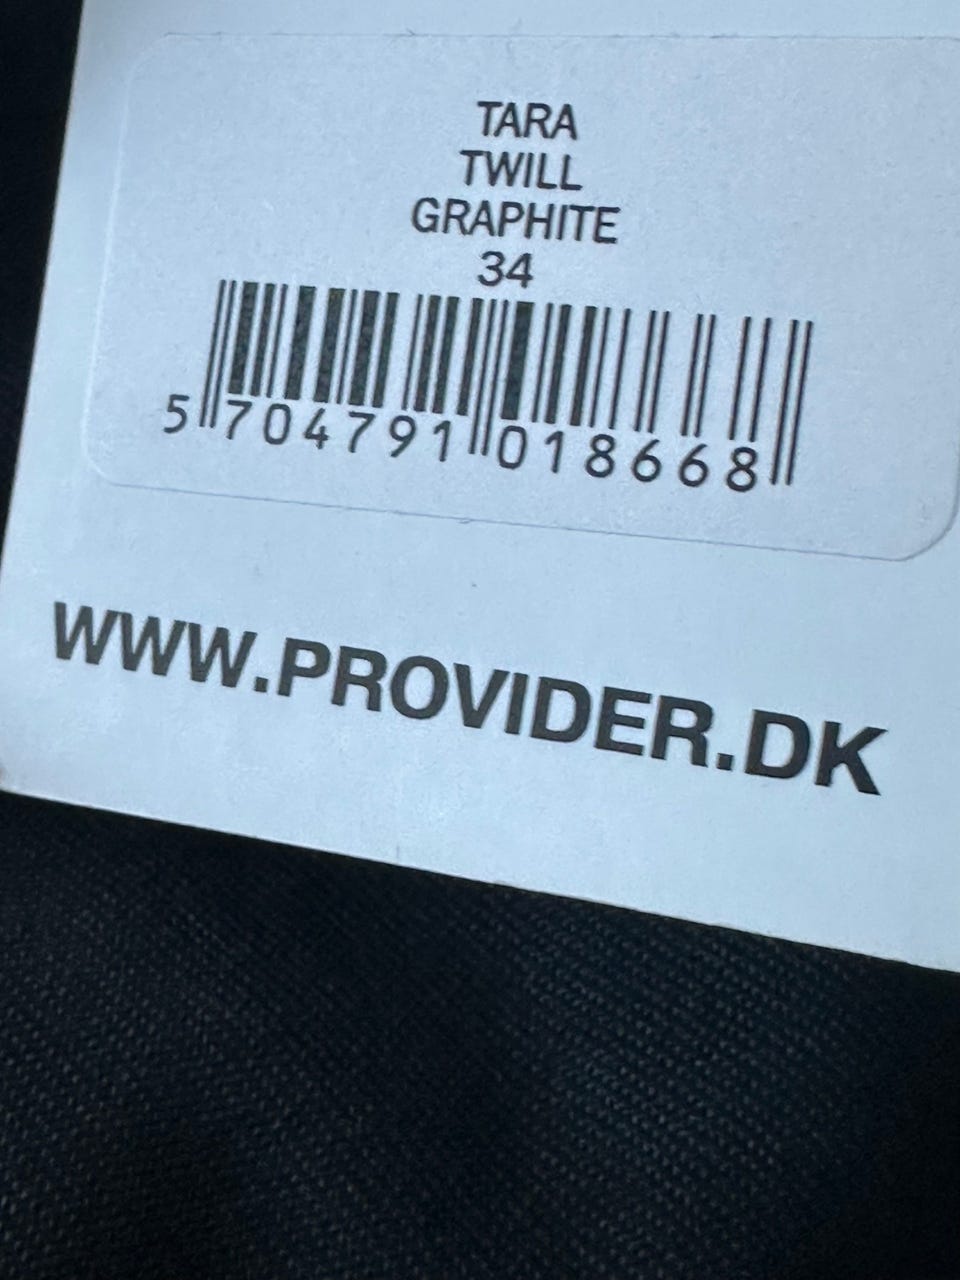 TARA
TWILL
GRAPHITE
34
5 704791 018668
WWW.PROVIDER.DK